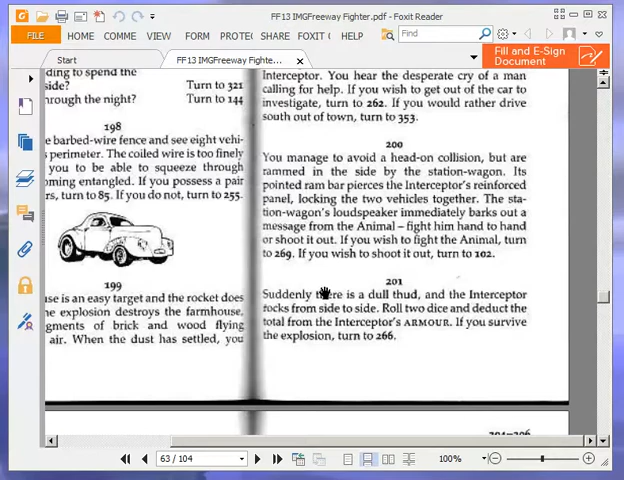 FF13 IMGFreeway Fighter.pdf - Foxit Reader
FILE
HOME
COMME
VIEW
FORM
PROTE
SHARE
FOXIT C
HELP
Find
Start
FF13 IMGFreeway Fighte...
Fill and E-Sign
Document
ding to spend the
side? Turn to 321
hrough the night? Turn to 144
198
e barbed-wire fence and see eight vehi-
perimeter. The coiled wire is too finely
you to be able to squeeze through
oming entangled. If you possess a pair
rs, turn to 85. If you do not, turn to 255.
199
use is an easy target and the rocket does
he explosion destroys the farmhouse,
gments of brick and wood flying
air. When the dust has settled, you
Interceptor. You hear the desperate cry of a man
calling for help. If you wish to get out of the car to
investigate, turn to 262. If you would rather drive
south out of town, turn to 353.
200
You manage to avoid a head-on collision, but are
rammed in the side by the station-wagon. Its
pointed ram bar pierces the Interceptor's reinforced
panel, locking the two vehicles together. The sta-
tion-wagon's loudspeaker immediately barks out a
message from the Animal – fight him hand to hand
or shoot it out. If you wish to fight the Animal, turn
to 269. If you wish to shoot it out, turn to 102.
201
Suddenly there is a dull thud, and the Interceptor
rocks from side to side. Roll two dice and deduct the
total from the Interceptor's ARMOUR. If you survive
the explosion, turn to 266.
204–206
63 / 104
100%